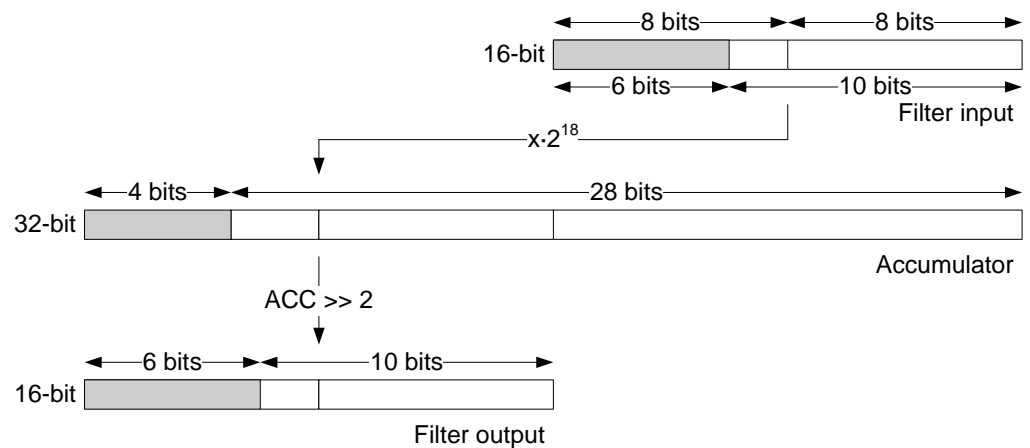 8 bits 8 bits
16-bit
6 bits 10 bits
Filter input
x·2^18
4 bits 28 bits
32-bit
Accumulator
ACC >> 2
6 bits 10 bits
16-bit
Filter output